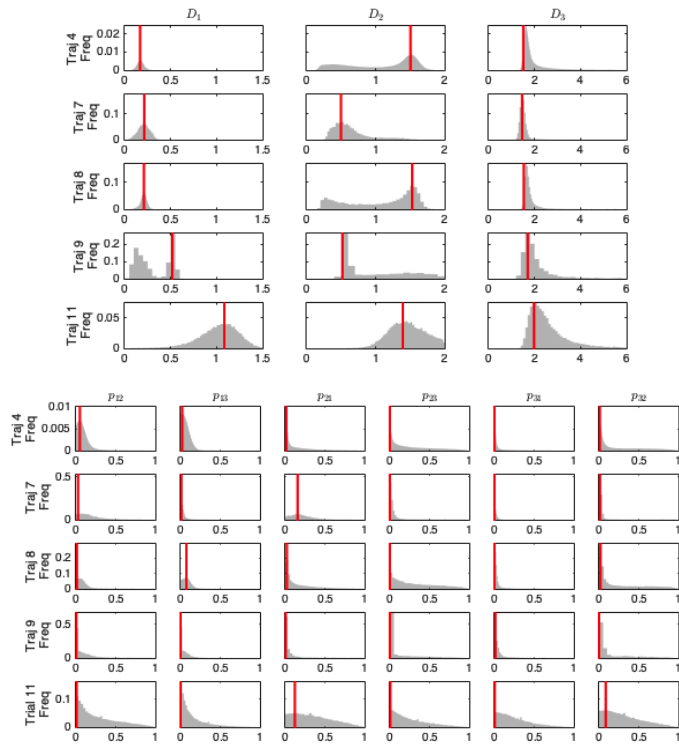 D1 D2 D3
Traj 4 Freq
0.02
0.01
0
0 0.5 1 1.5 0 1 2 0 2 4 6
Traj 7 Freq
0.1
0
0 0.5 1 1.5 0 1 2 0 2 4 6
Traj 8 Freq
0.1
0
0 0.5 1 1.5 0 1 2 0 2 4 6
Traj 9 Freq
0.2
0.1
0
0 0.5 1 1.5 0 1 2 0 2 4 6
Traj 11 Freq
0.05
0
0 0.5 1 1.5 0 1 2 0 2 4 6
p12 p13 p21 p23 p31 p32
Traj 4 Freq
0.01
0.005
0
0 0.5 1 0 0.5 1 0 0.5 1 0 0.5 1 0 0.5 1 0 0.5 1
Traj 7 Freq
0.5
0
0 0.5 1 0 0.5 1 0 0.5 1 0 0.5 1 0 0.5 1 0 0.5 1
Traj 8 Freq
0.2
0.1
0
0 0.5 1 0 0.5 1 0 0.5 1 0 0.5 1 0 0.5 1 0 0.5 1
Traj 9 Freq
0.5
0
0 0.5 1 0 0.5 1 0 0.5 1 0 0.5 1 0 0.5 1 0 0.5 1
Trial 11 Freq
0.1
0
0 0.5 1 0 0.5 1 0 0.5 1 0 0.5 1 0 0.5 1 0 0.5 1